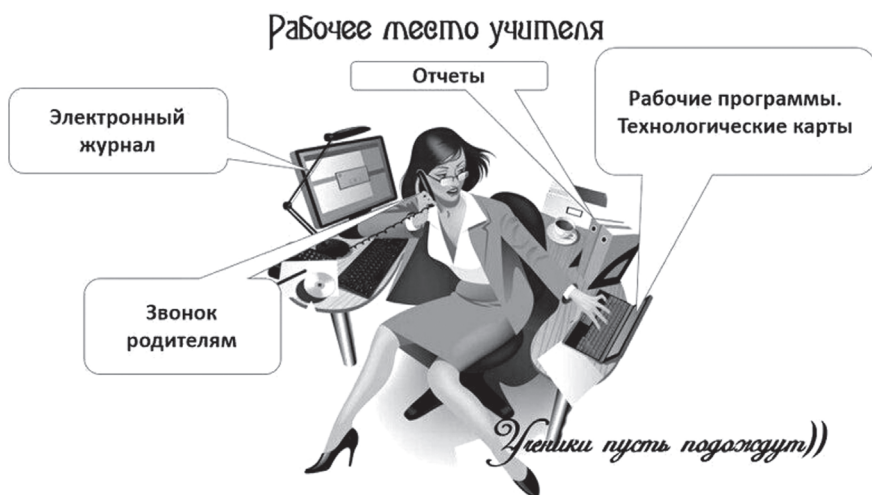 Рабочее место учителя
Отчеты
Рабочие программы.
Технологические карты
Электронный
журнал
Звонок
родителям
Ученики пусть подождут))